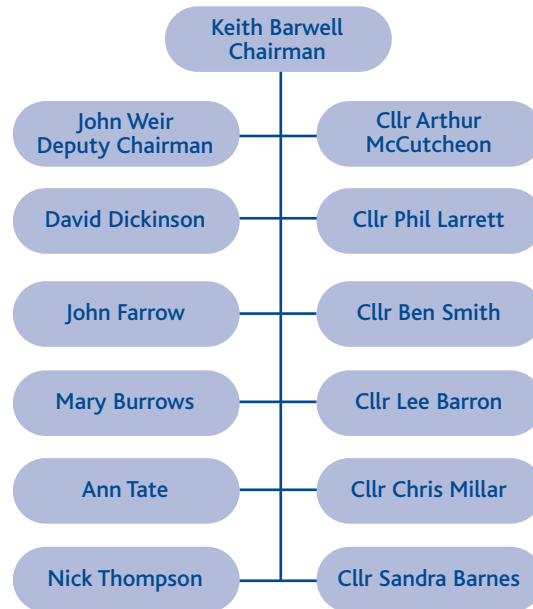 Keith Barwell
Chairman
John Weir
Deputy Chairman
Cllr Arthur
McCutcheon
David Dickinson
Cllr Phil Larrett
John Farrow
Cllr Ben Smith
Mary Burrows
Cllr Lee Barron
Ann Tate
Cllr Chris Millar
Nick Thompson
Cllr Sandra Barnes